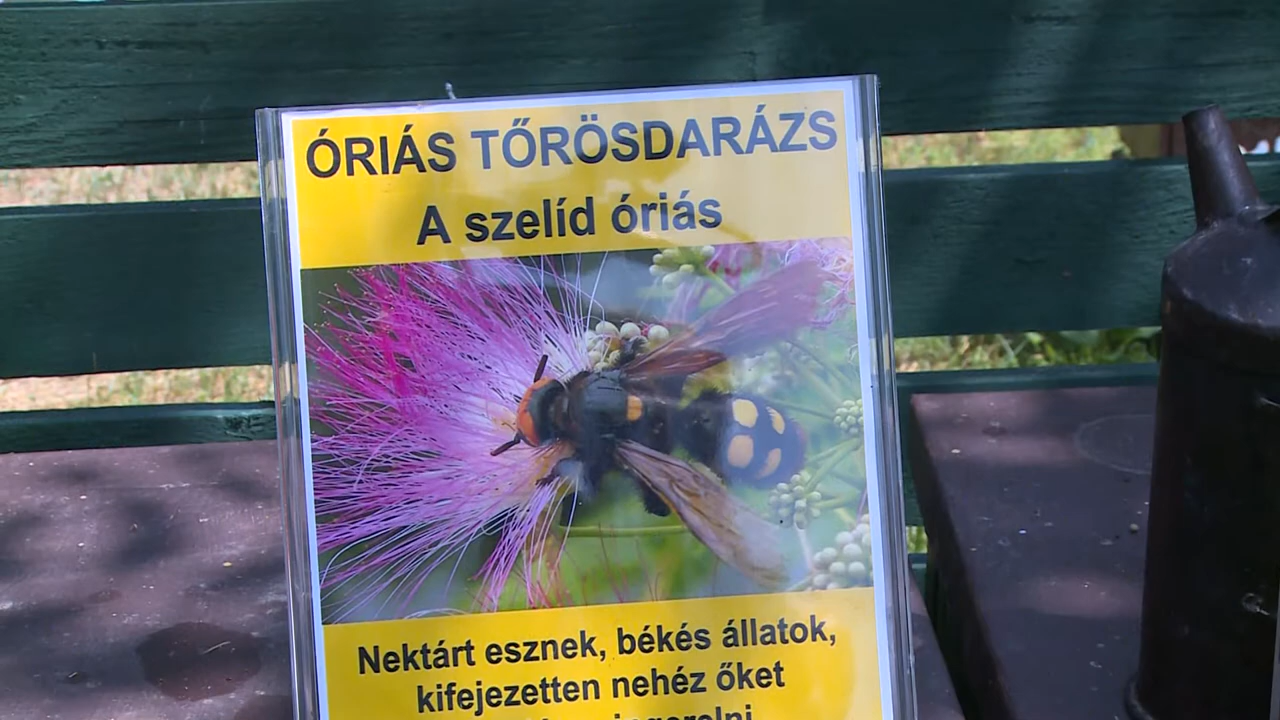 ÓRIÁS TŐRÖSDARÁZS
A szelíd óriás
Nektárt esznek, békés állatok,
kifejezetten nehéz őket